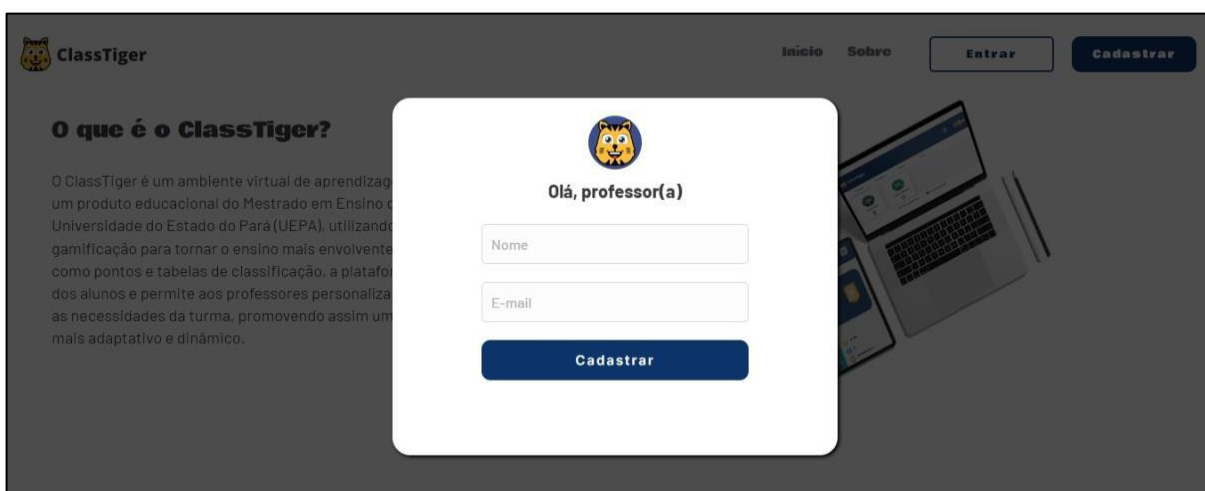 ClassTiger
Início
Sobre
Entrar
Cadastrar
O que é o ClassTiger?
O ClassTiger é um ambiente virtual de aprendizag
um produto educacional do Mestrado em Ensino d
Universidade do Estado do Pará (UEPA), utilizando
gamificação para tornar o ensino mais envolvente
como pontos e tabelas de classificação, a platafor
dos alunos e permite aos professores personaliza
as necessidades da turma, promovendo assim um
mais adaptativo e dinâmico.
Olá, professor(a)
Nome
E-mail
Cadastrar